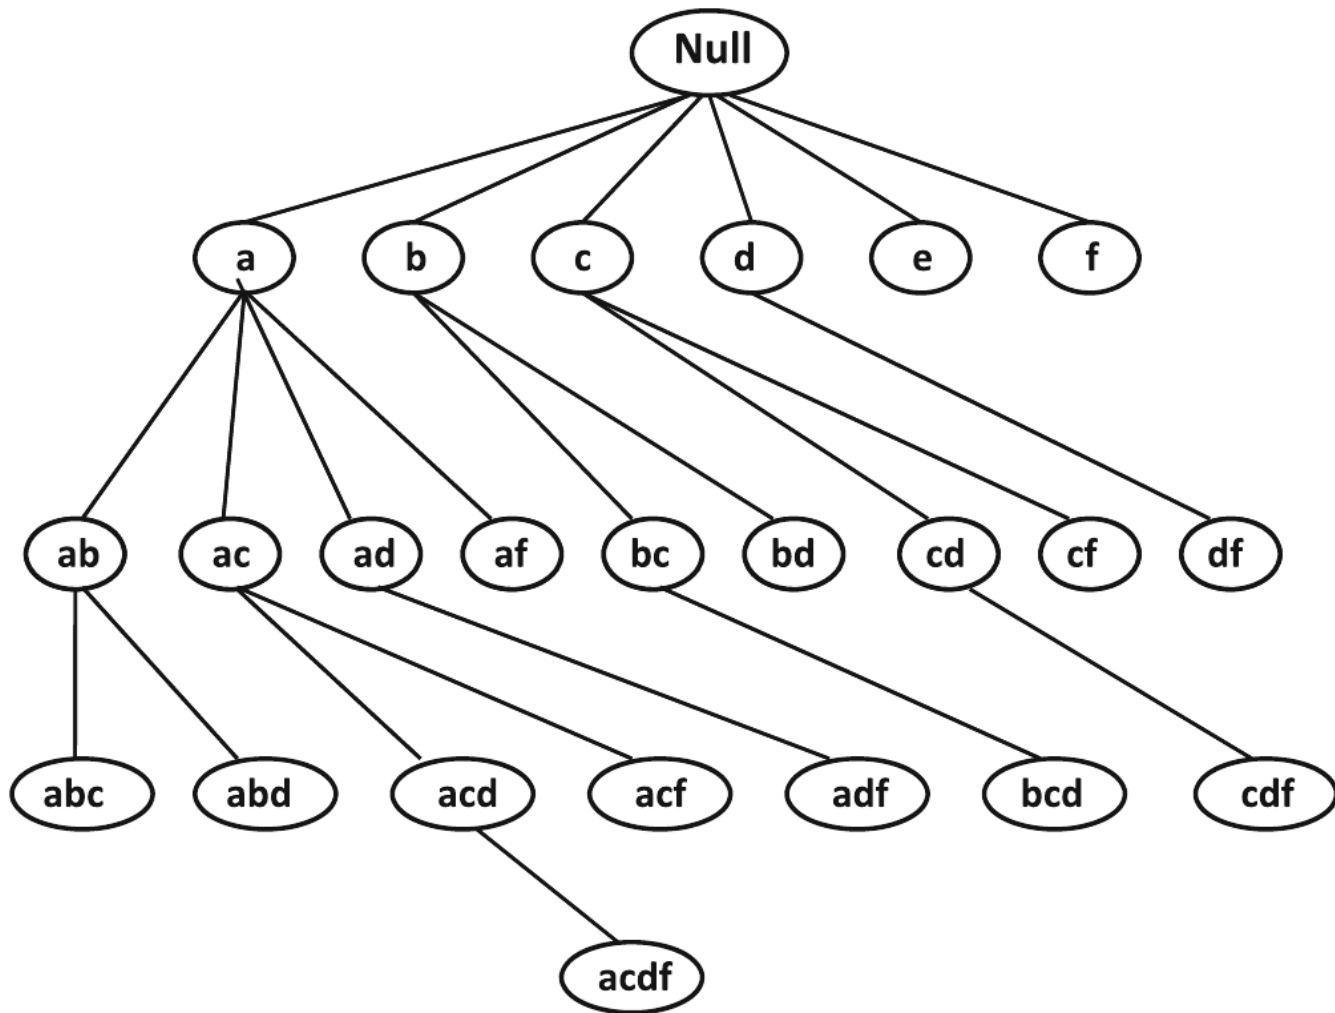 Null
a b c d e f
ab ac ad af bc bd cd cf df
abc abd acd acf adf bcd cdf
acdf